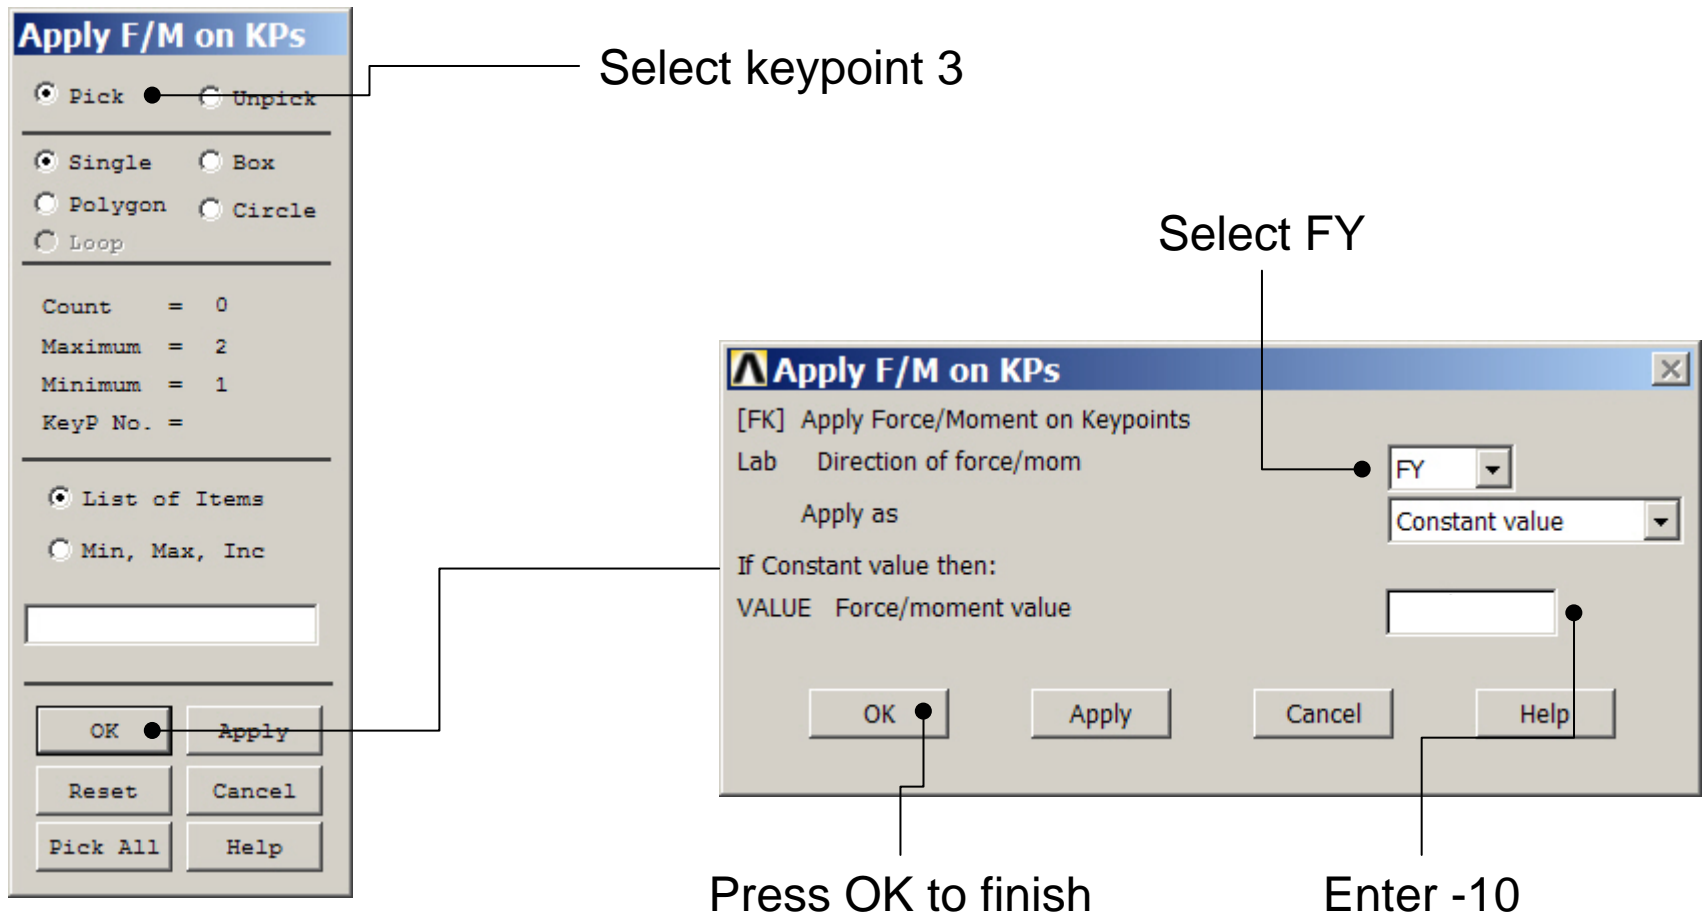 Apply F/M on KPs
Pick Unpick
Single Box
Polygon Circle
Loop
Count = 0
Maximum = 2
Minimum = 1
KeyP No. =
List of Items
Min, Max, Inc
OK Apply
Reset Cancel
Pick All Help
Select keypoint 3
Select FY
Apply F/M on KPs
[FK] Apply Force/Moment on Keypoints
Lab Direction of force/mom FY
Apply as Constant value
If Constant value then:
VALUE Force/moment value
OK Apply Cancel Help
Press OK to finish
Enter -10